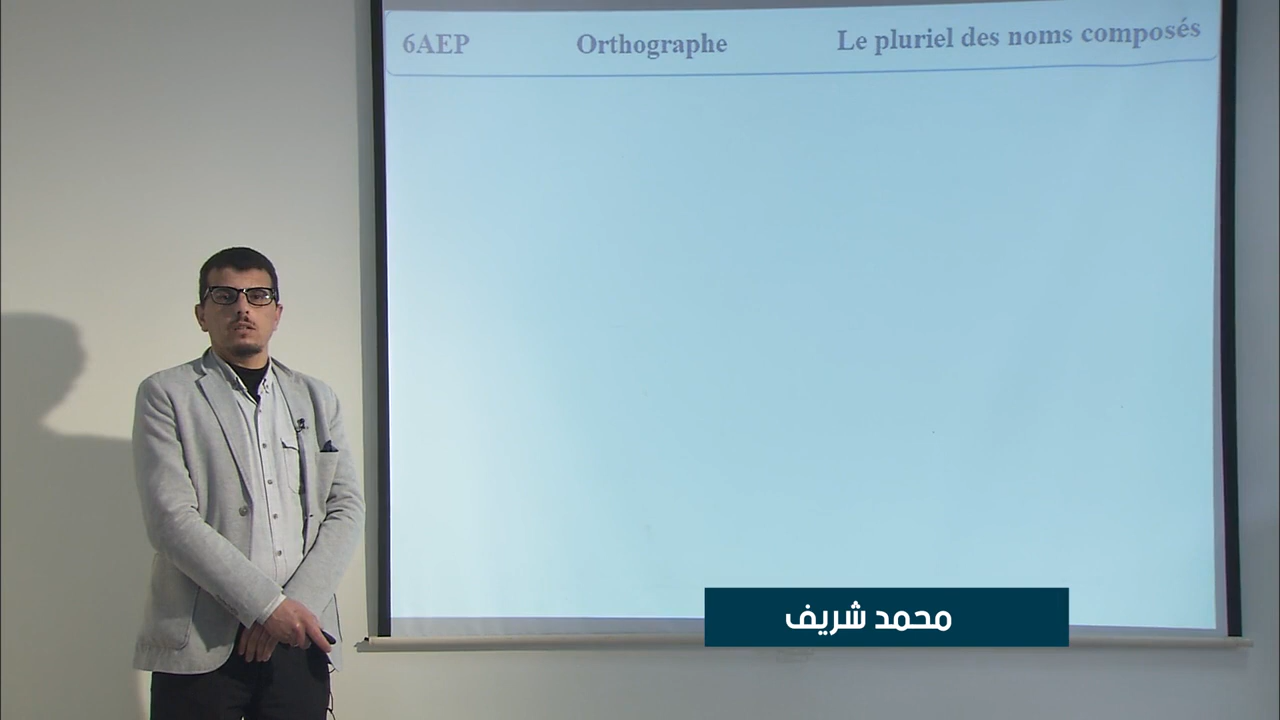 6AEP Orthographe Le pluriel des noms composés
محمد شريف